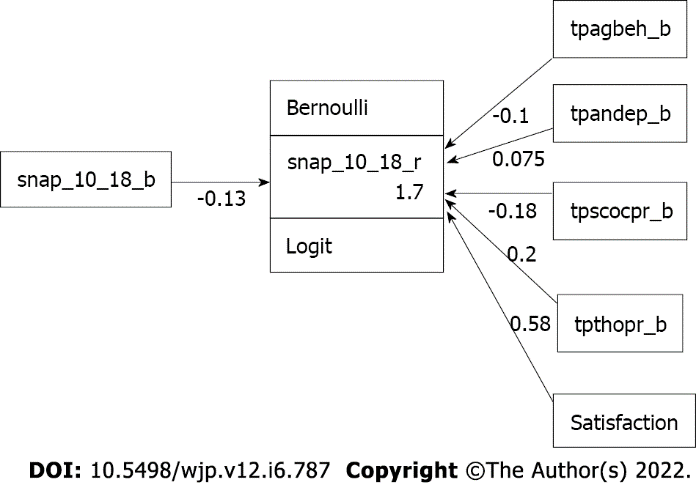 tpagbeh_b
Bernoulli
-0.1
tpandep_b
snap_10_18_b
-0.13
snap_10_18_r
1.7
0.075
-0.18
tpscocpr_b
Logit
0.2
0.58
tpthopr_b
Satisfaction
DOI: 10.5498/wjp.v12.i6.787 Copyright ©The Author(s) 2022.